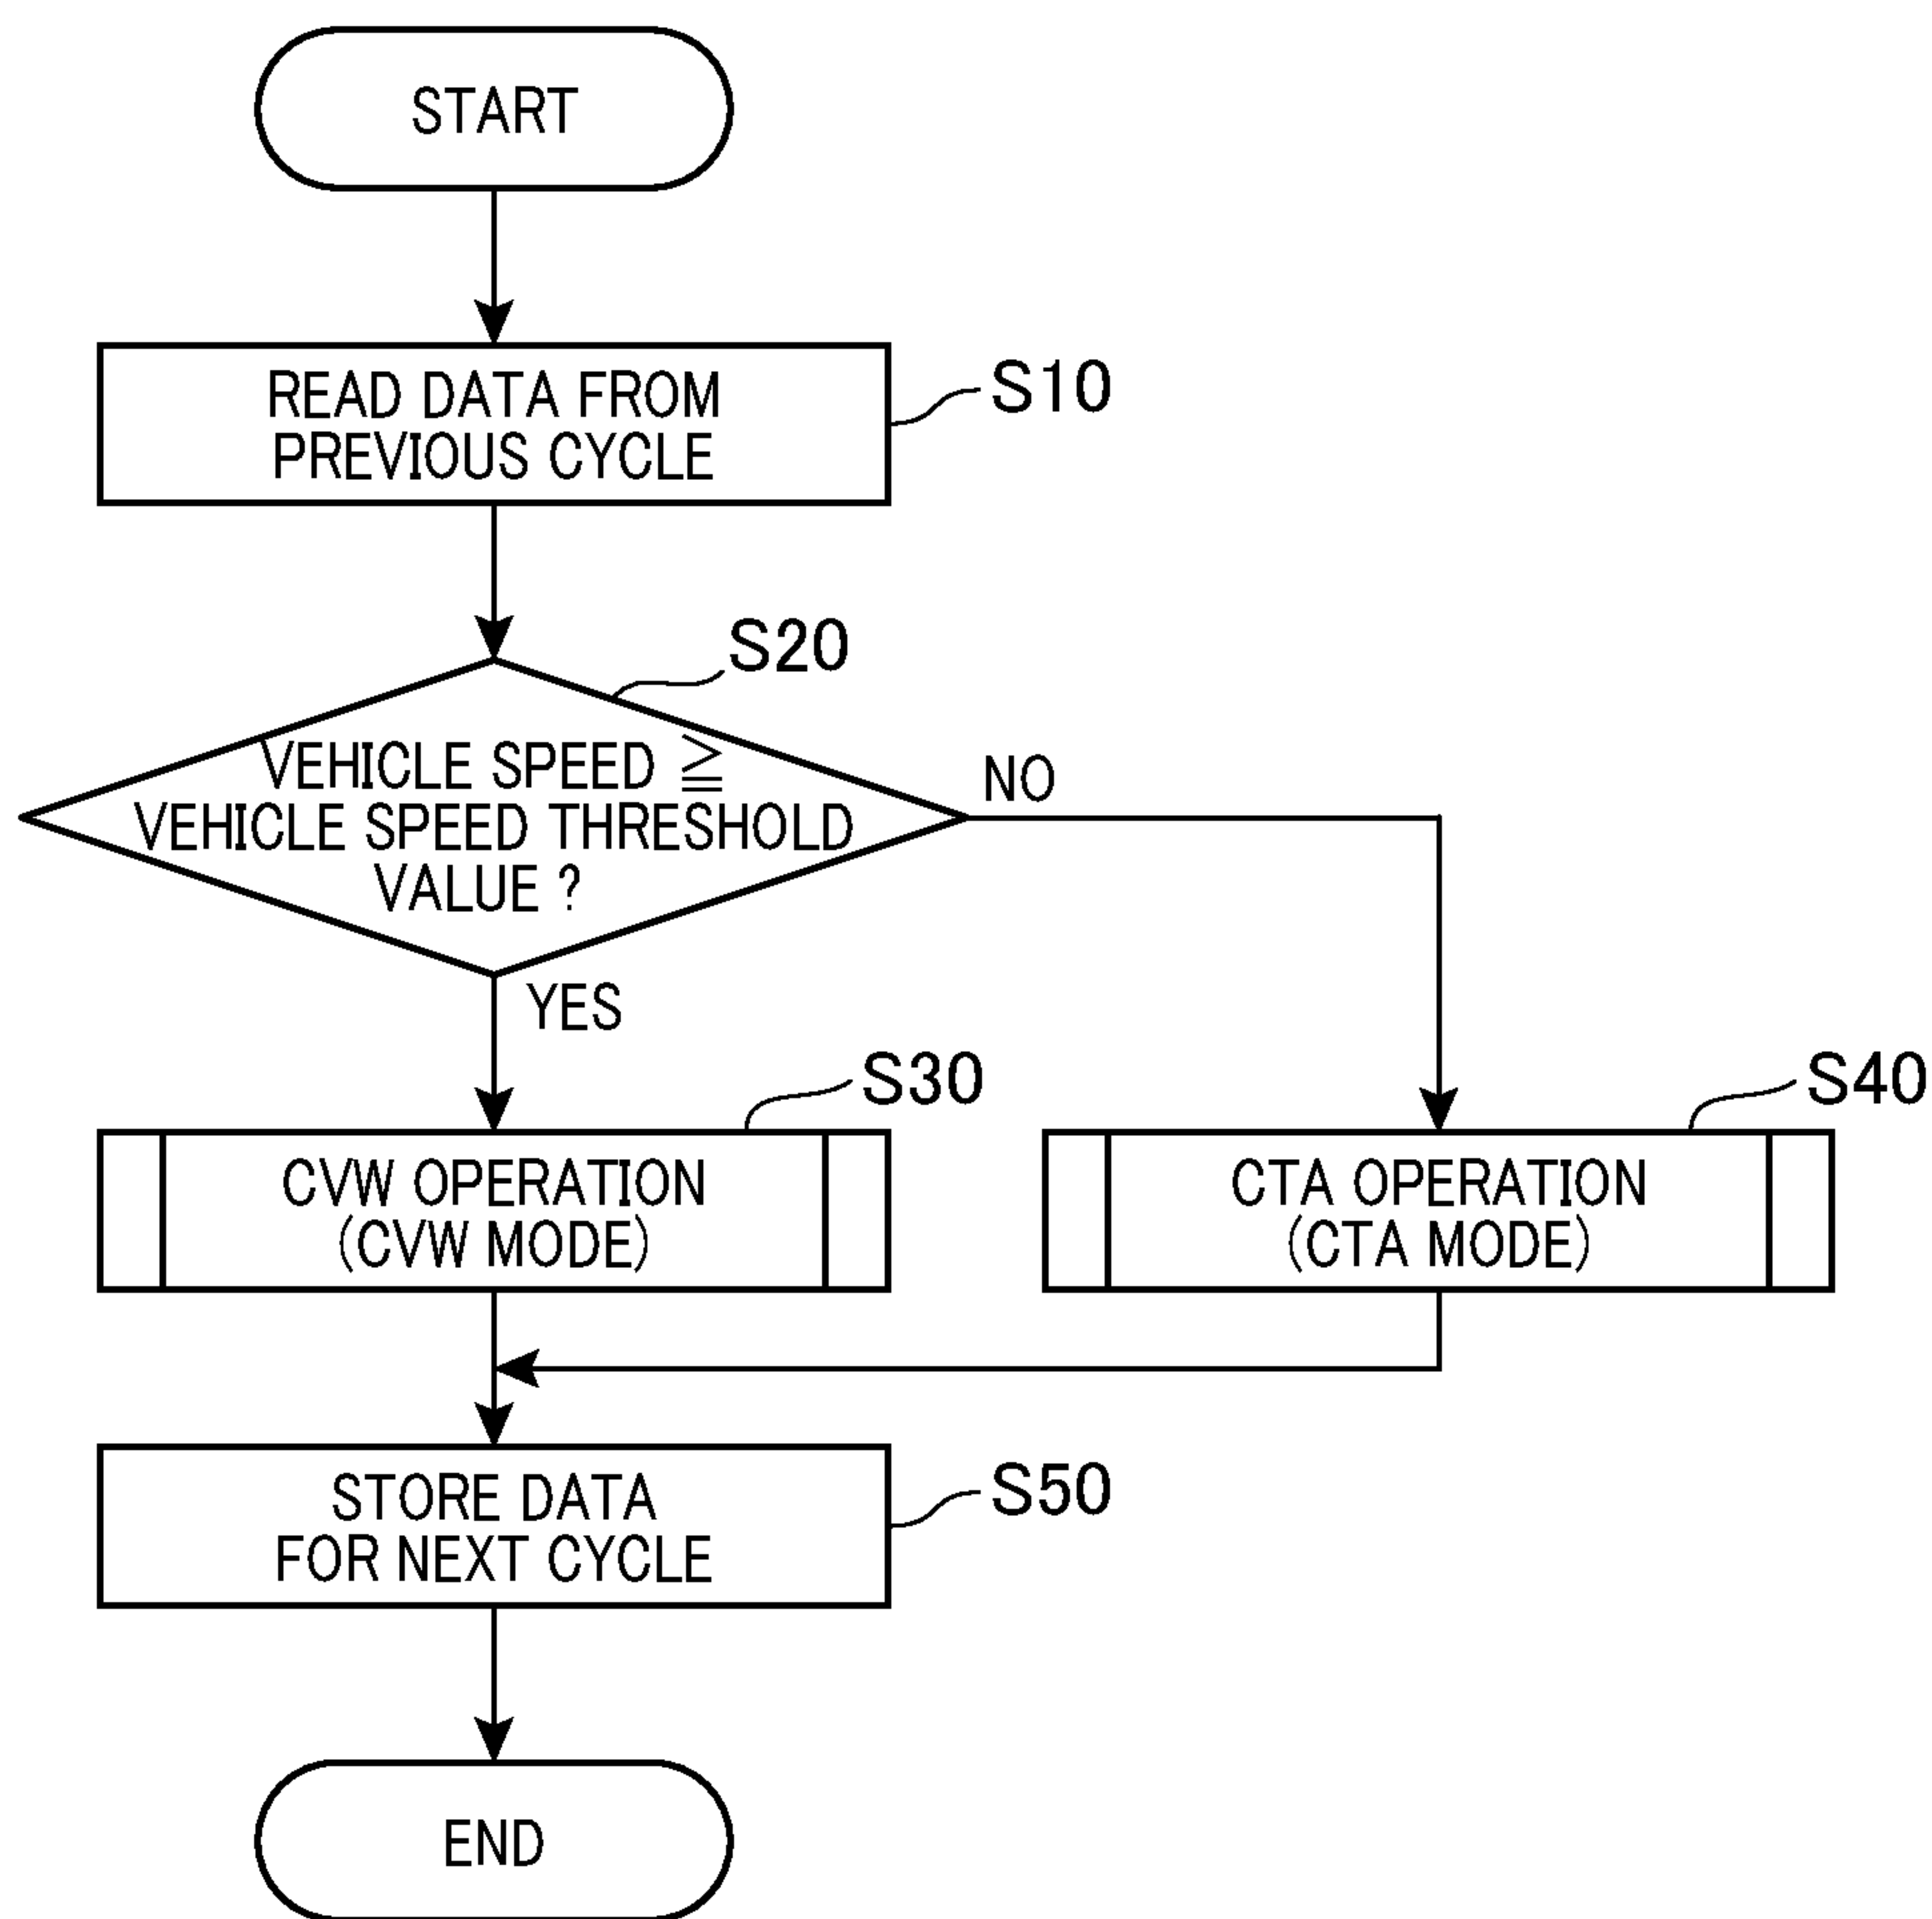 START
READ DATA FROM
PREVIOUS CYCLE
S10
S20
VEHICLE SPEED ≧
VEHICLE SPEED THRESHOLD
VALUE ?
NO
YES
S30
CVW OPERATION
(CVW MODE)
S40
CTA OPERATION
(CTA MODE)
STORE DATA
FOR NEXT CYCLE
S50
END